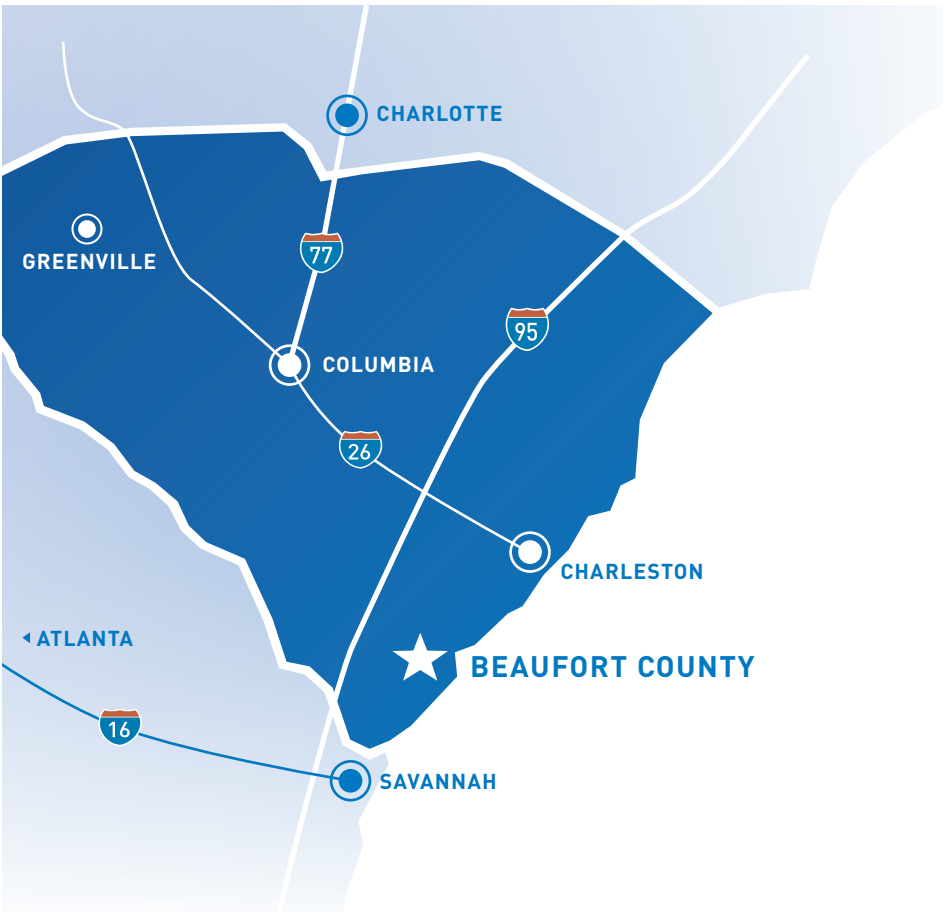 CHARLOTTE
77
GREENVILLE
95
COLUMBIA
26
CHARLESTON
ATLANTA
BEAUFORT COUNTY
16
SAVANNAH